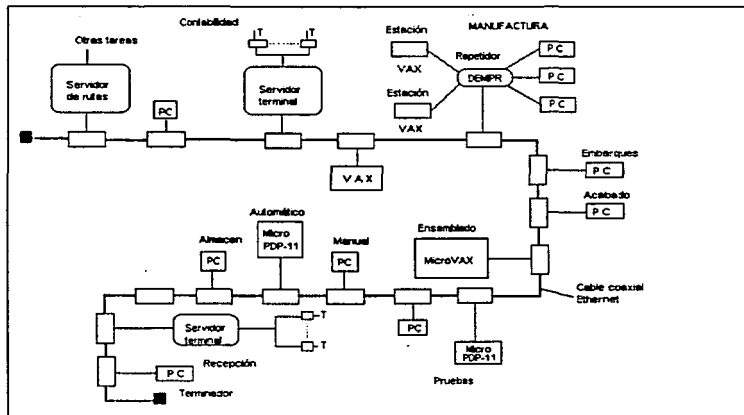 Contabilidad
MANUFACTURA
Otras tareas
T
T
Estación
VAX
Repetidor
DEMPR
PC
PC
PC
Servidor
de rutas
PC
Servidor
terminal
Estación
VAX
VAX
Embarques
PC
Acabado
PC
Automático
Micro
PDP-11
Almacen
PC
Manual
PC
Ensamblado
MicroVAX
Cable coaxial
Ethernet
Servidor
terminal
T
T
PC
Micro
PDP-11
Pruebas
Recepción
PC
Terminador